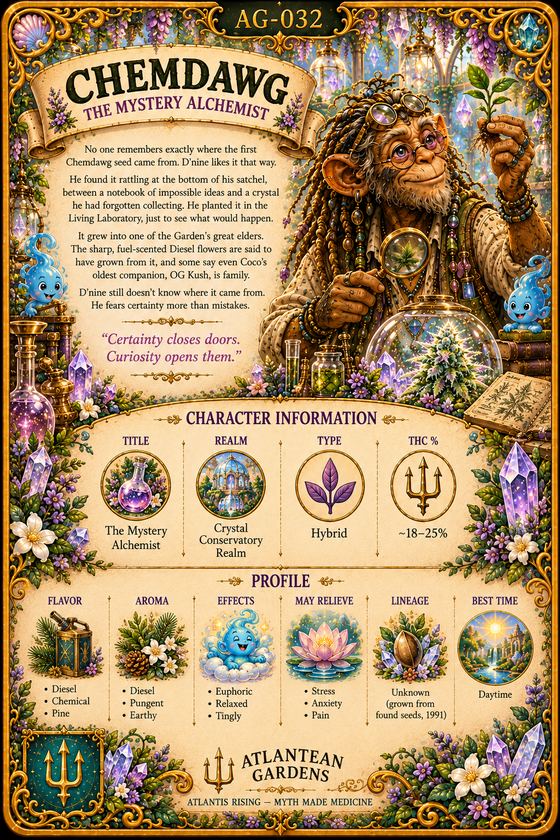 AG-032
CHEMDAWG
THE MYSTERY ALCHEMIST
No one remembers exactly where the first
Chemdawg seed came from. D'nine likes it that way.
He found it rattling at the bottom of his satchel,
between a notebook of impossible ideas and a crystal
he had forgotten collecting. He planted it in the
Living Laboratory, just to see what would happen.
It grew into one of the Garden's great elders.
The sharp, fuel-scented Diesel flowers are said to
have grown from it, and some say even Coco's
oldest companion, OG Kush, is family.
D'nine still doesn't know where it came from.
He fears certainty more than mistakes.
"Certainty closes doors.
Curiosity opens them."
CHARACTER INFORMATION
TITLE
The Mystery
Alchemist
REALM
Crystal
Conservatory
Realm
TYPE
Hybrid
THC %
~18–25%
PROFILE
FLAVOR
• Diesel
• Chemical
• Pine
AROMA
• Diesel
• Pungent
• Earthy
EFFECTS
• Euphoric
• Relaxed
• Tingly
MAY RELIEVE
• Stress
• Anxiety
• Pain
LINEAGE
Unknown
(grown from
found seeds, 1991)
BEST TIME
Daytime
ATLANTEAN
GARDENS
ATLANTIS RISING — MYTH MADE MEDICINE